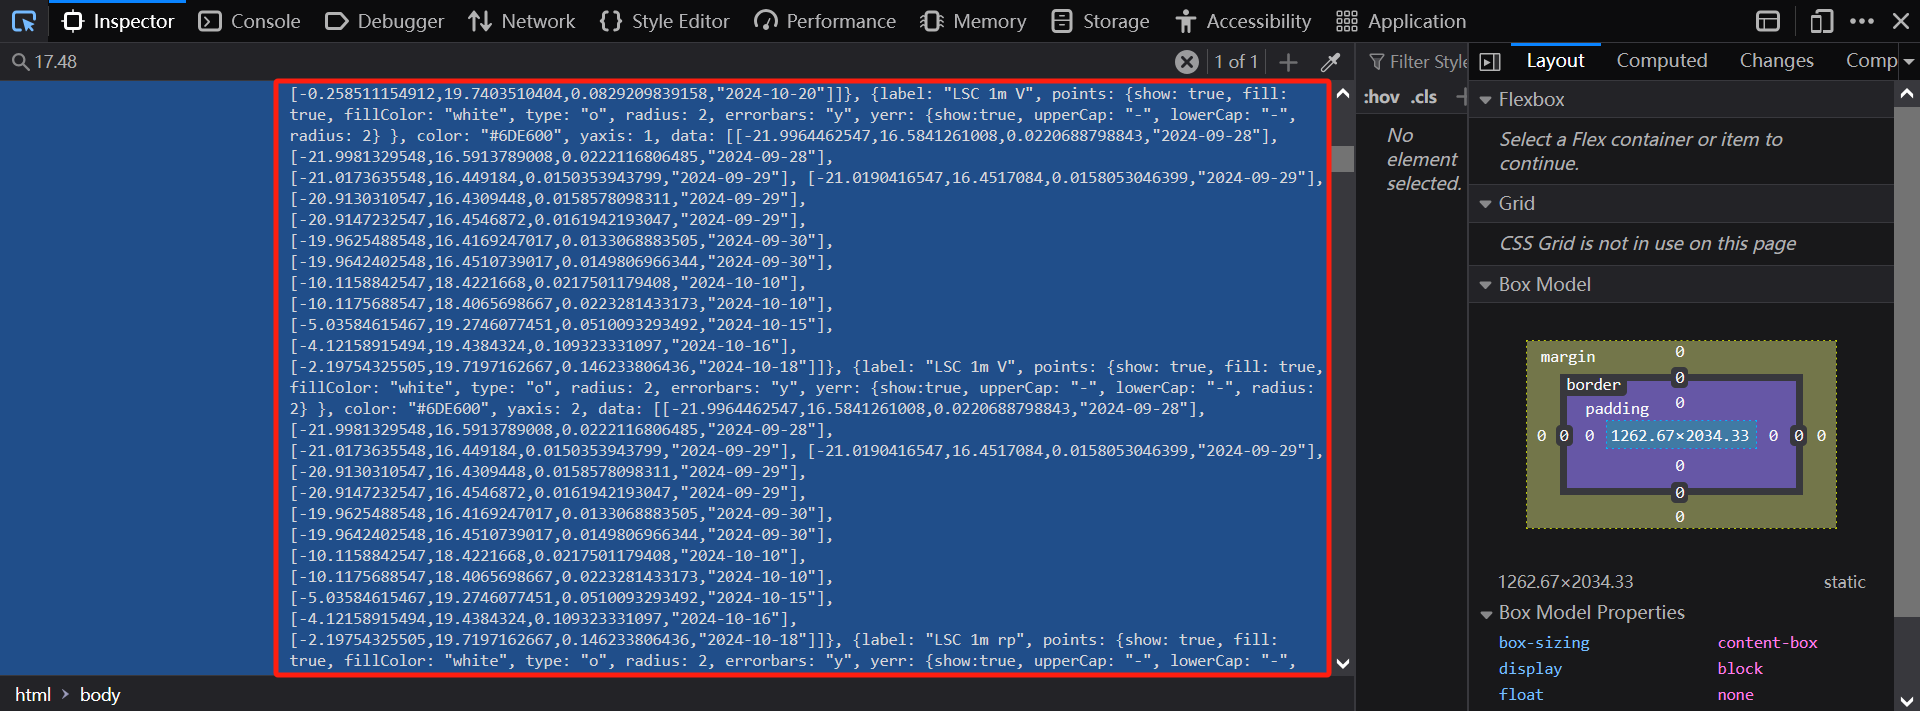 Inspector Console Debugger Network Style Editor Performance Memory Storage Accessibility Application
17.48 1 of 1
[-0.258511154912,19.7403510404,0.0829209839158,"2024-10-20"]]}, {label: "LSC 1m V", points: {show: true, fill:
true, fillColor: "white", type: "o", radius: 2, errorbars: "y", yerr: {show:true, upperCap: "-", lowerCap: "-",
radius: 2} }, color: "#6DE600", yaxis: 1, data: [[-21.9964462547,16.5841261008,0.0220688798843,"2024-09-28"],
[-21.9981329548,16.5913789008,0.0222116806485,"2024-09-28"],
[-21.0173635548,16.449184,0.0150353943799,"2024-09-29"], [-21.0190416547,16.4517084,0.0158053046399,"2024-09-29"],
[-20.9130310547,16.4309448,0.0158578098311,"2024-09-29"],
[-20.9147232547,16.4546872,0.0161942193047,"2024-09-29"],
[-19.9625488548,16.4169247017,0.0133068883505,"2024-09-30"],
[-19.9642402548,16.4510739017,0.0149806966344,"2024-09-30"],
[-10.1158842547,18.4221668,0.0217501179408,"2024-10-10"],
[-10.1175688547,18.4065698667,0.0223281433173,"2024-10-10"],
[-5.03584615467,19.2746077451,0.0510093293492,"2024-10-15"],
[-4.12158915494,19.4384324,0.109323331097,"2024-10-16"],
[-2.19754325505,19.7197162667,0.146233806436,"2024-10-18"]]}, {label: "LSC 1m V", points: {show: true, fill: true,
fillColor: "white", type: "o", radius: 2, errorbars: "y", yerr: {show:true, upperCap: "-", lowerCap: "-", radius:
2} }, color: "#6DE600", yaxis: 2, data: [[-21.9964462547,16.5841261008,0.0220688798843,"2024-09-28"],
[-21.9981329548,16.5913789008,0.0222116806485,"2024-09-28"],
[-21.0173635548,16.449184,0.0150353943799,"2024-09-29"], [-21.0190416547,16.4517084,0.0158053046399,"2024-09-29"],
[-20.9130310547,16.4309448,0.0158578098311,"2024-09-29"],
[-20.9147232547,16.4546872,0.0161942193047,"2024-09-29"],
[-19.9625488548,16.4169247017,0.0133068883505,"2024-09-30"],
[-19.9642402548,16.4510739017,0.0149806966344,"2024-09-30"],
[-10.1158842547,18.4221668,0.0217501179408,"2024-10-10"],
[-10.1175688547,18.4065698667,0.0223281433173,"2024-10-10"],
[-5.03584615467,19.2746077451,0.0510093293492,"2024-10-15"],
[-4.12158915494,19.4384324,0.109323331097,"2024-10-16"],
[-2.19754325505,19.7197162667,0.146233806436,"2024-10-18"]]}, {label: "LSC 1m rp", points: {show: true, fill:
true, fillColor: "white", type: "o", radius: 2, errorbars: "y", yerr: {show:true, upperCap: "-", lowerCap: "-",
html > body
Filter Style
:hov .cls +
No
element
selected.
Layout Computed Changes Comp
Flexbox
Select a Flex container or item to
continue.
Grid
CSS Grid is not in use on this page
Box Model
margin 0
border 0
padding 0
0 0 0 1262.67×2034.33 0 0 0
0
0
0
1262.67×2034.33 static
Box Model Properties
box-sizing content-box
display block
float none